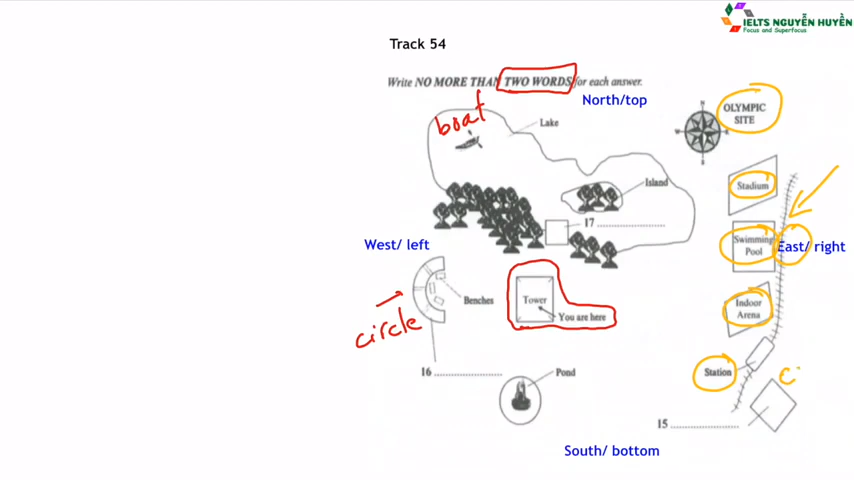 IELTS NGUYỄN HUYỀN
Focus and Superfocus
Track 54
Write NO MORE THAN TWO WORDS for each answer.
North/top
OLYMPIC
SITE
N
boat
Lake
Stadium
Island
17 ....................
West/ left
Swimming
Pool
East/ right
Benches
Tower
You are here
Indoor
Arena
circle
16 ....................
Pond
Station
C
15 ....................
South/ bottom